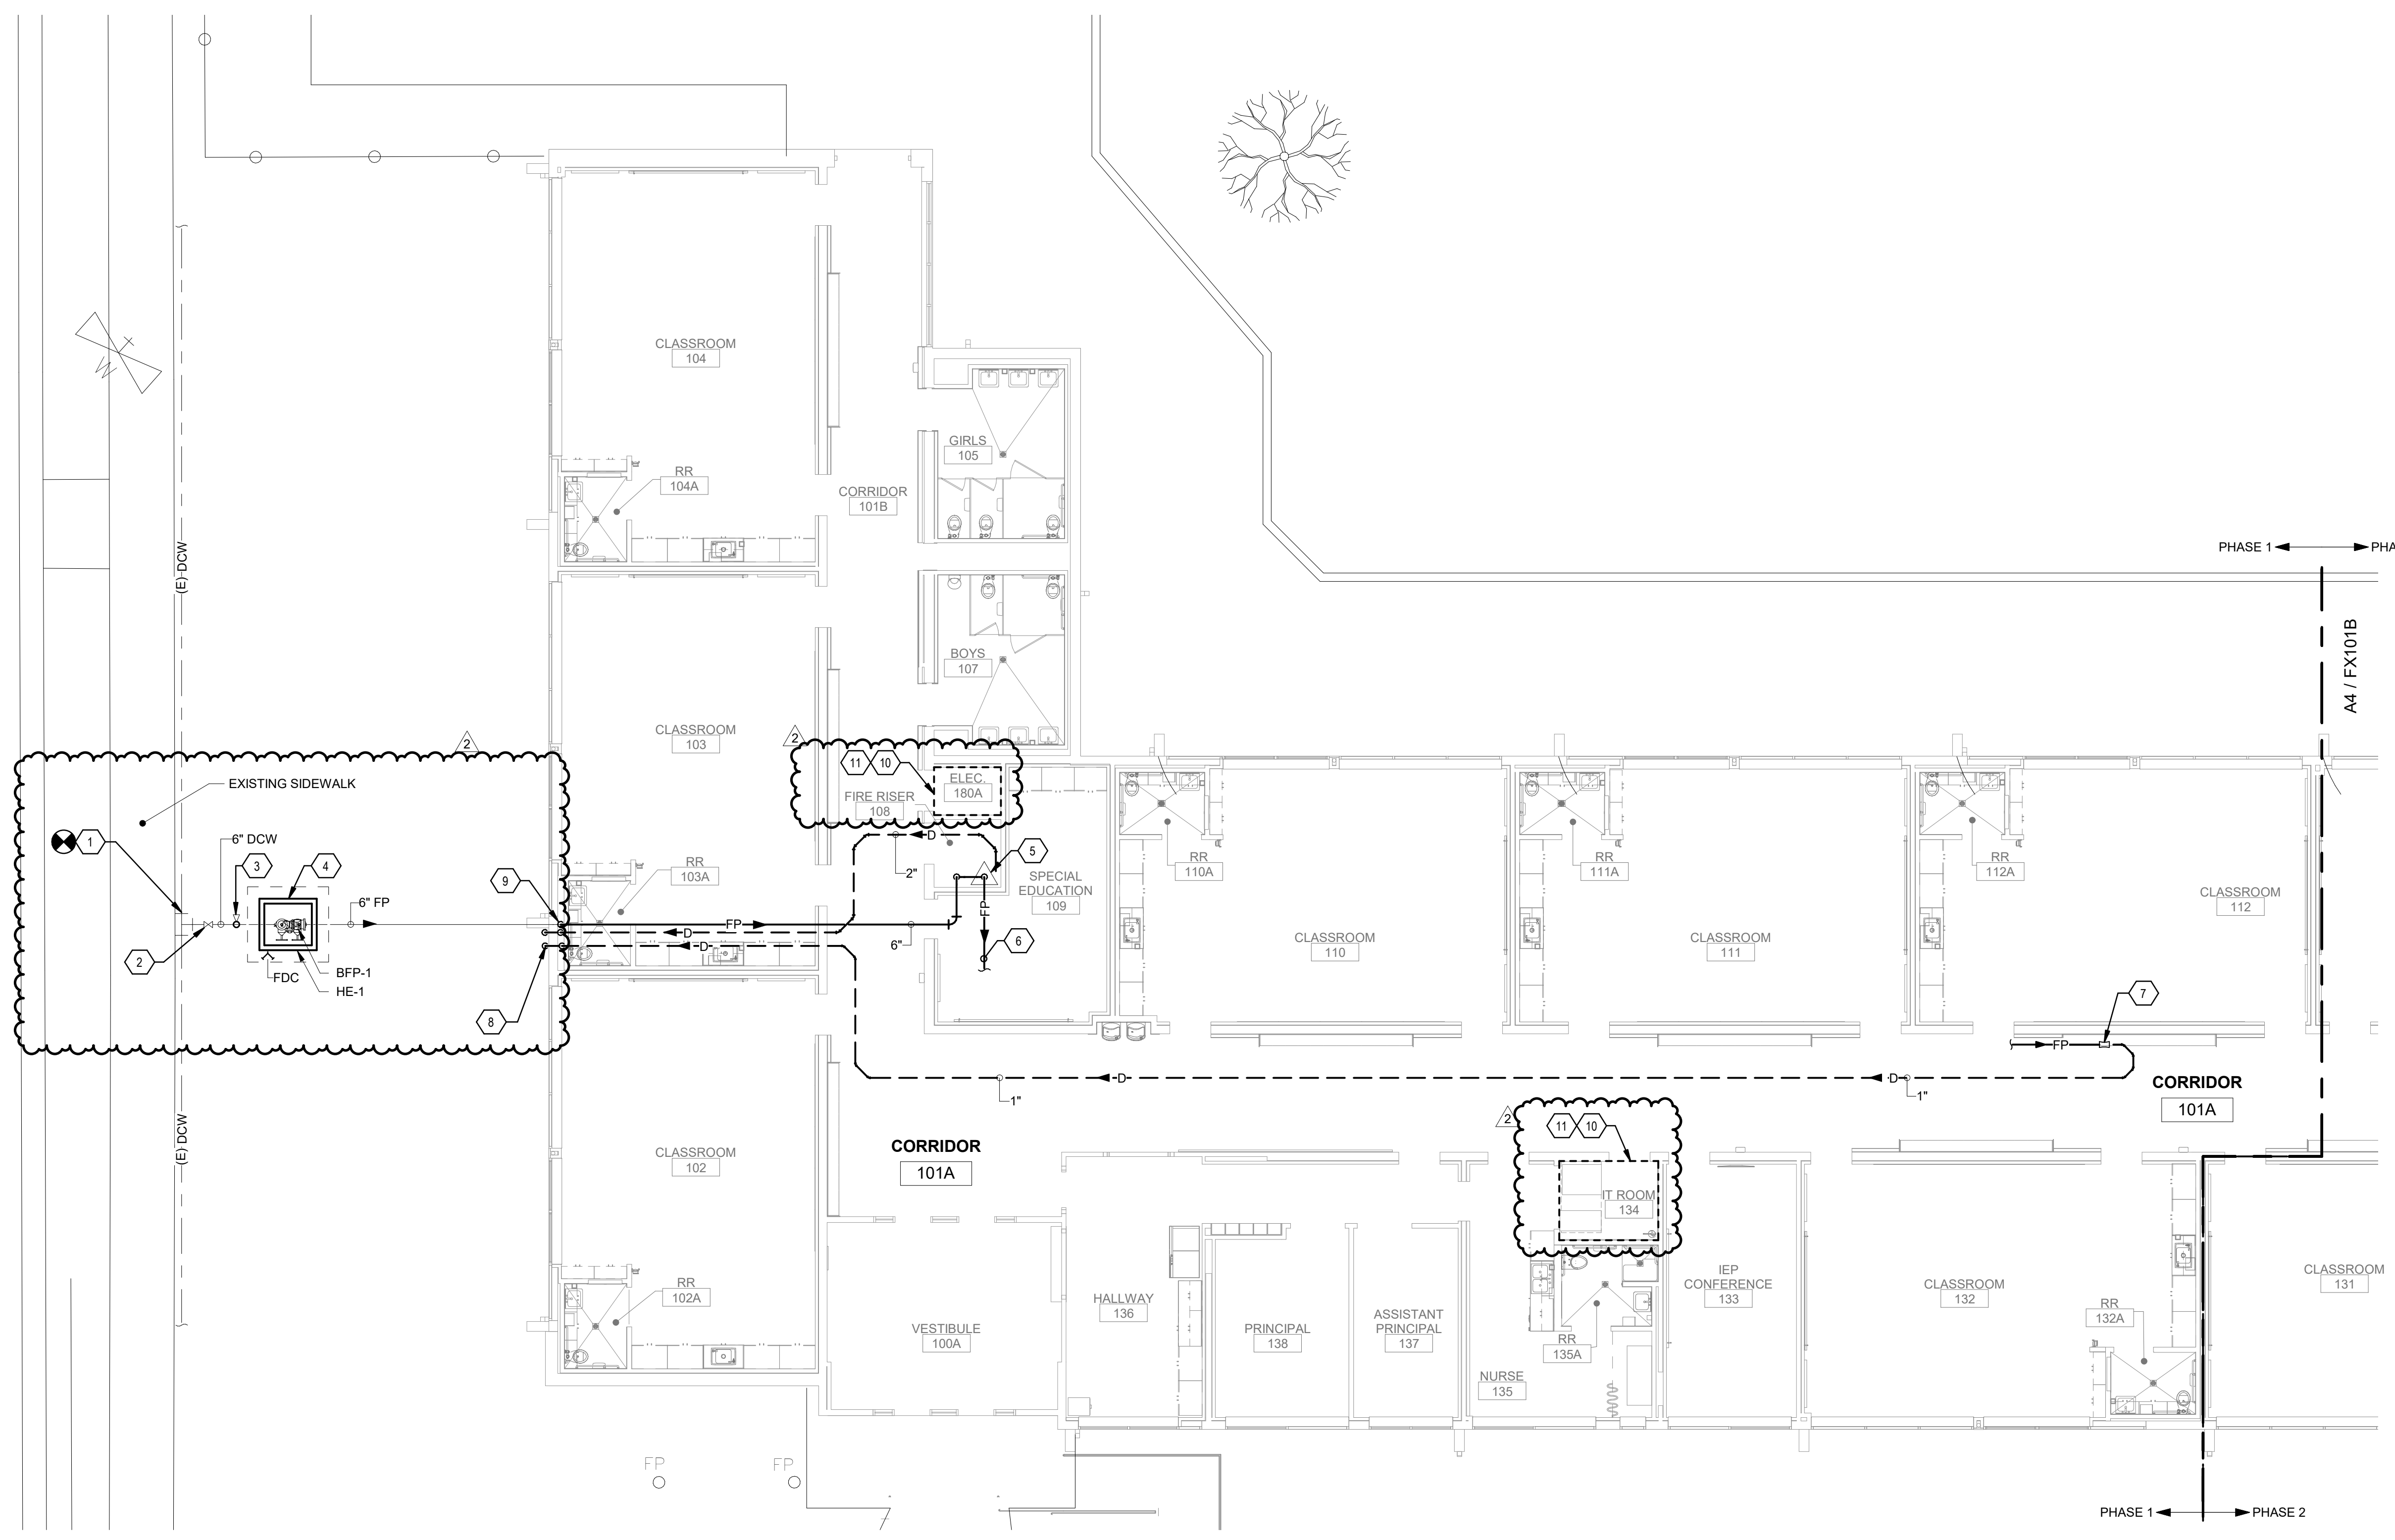 CLASSROOM
104
GIRLS
105
RR
104A
CORRIDOR
101B
PHASE 1
PHA
(E) DCW
A4 / FX101B
BOYS
107
CLASSROOM
103
2
2
11
10
ELEC.
180A
EXISTING SIDEWALK
FIRE RISER
108
1
6" DCW
3
4
D
5
2"
RR
103A
SPECIAL
EDUCATION
109
RR
110A
RR
111A
RR
112A
CLASSROOM
112
9
6" FP
FP
FP
D
6"
6
CLASSROOM
110
CLASSROOM
111
2
D
BFP-1
FDC
HE-1
8
7
FP
D
D
1"
1"
CORRIDOR
101A
2
11
10
(E) DCW
CLASSROOM
102
CORRIDOR
101A
IT ROOM
134
RR
102A
HALLWAY
136
IEP
CONFERENCE
133
CLASSROOM
132
CLASSROOM
131
VESTIBULE
100A
PRINCIPAL
138
ASSISTANT
PRINCIPAL
137
RR
135A
RR
132A
NURSE
135
FP
FP
PHASE 1
PHASE 2
W